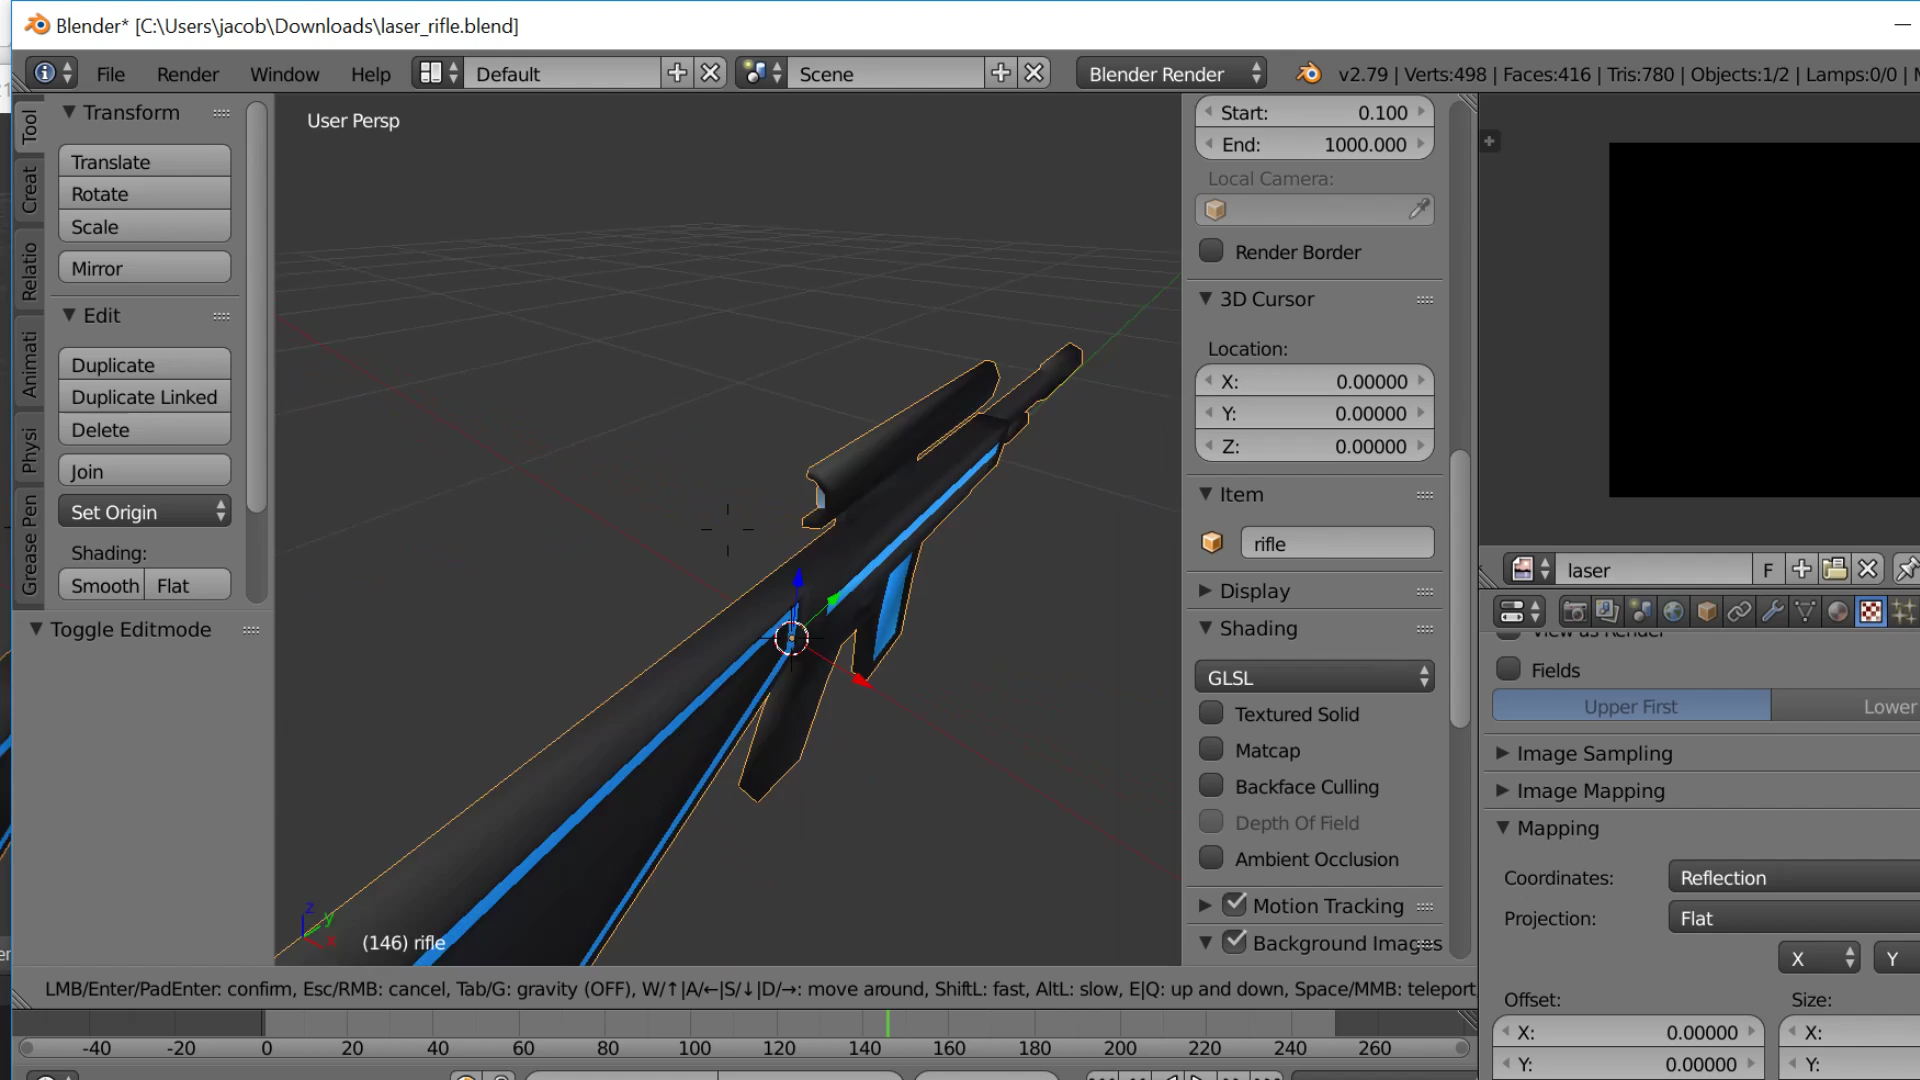 Blender* [C:\Users\jacob\Downloads\laser_rifle.blend]
File Render Window Help Default Scene Blender Render v2.79 | Verts:498 | Faces:416 | Tris:780 | Objects:1/2 | Lamps:0/0 |
Tool
Creat
Relatio
Animati
Physi
Grease Pen
Transform
Translate
Rotate
Scale
Mirror
Edit
Duplicate
Duplicate Linked
Delete
Join
Set Origin
Shading:
Smooth Flat
Toggle Editmode
User Persp
z
y
x
(146) rifle
Start: 0.100
End: 1000.000
Local Camera:
Render Border
3D Cursor
Location:
X: 0.00000
Y: 0.00000
Z: 0.00000
Item
rifle
Display
Shading
GLSL
Textured Solid
Matcap
Backface Culling
Depth Of Field
Ambient Occlusion
Motion Tracking
Background Images
laser F
View as Render
Fields
Upper First Lower
Image Sampling
Image Mapping
Mapping
Coordinates: Reflection
Projection: Flat
X Y
Offset: Size:
X: 0.00000 X:
Y: 0.00000 Y:
LMB/Enter/PadEnter: confirm, Esc/RMB: cancel, Tab/G: gravity (OFF), W/↑|A/←|S/↓|D/→: move around, ShiftL: fast, AltL: slow, E|Q: up and down, Space/MMB: teleport,
-40 -20 0 20 40 60 80 100 120 140 160 180 200 220 240 260